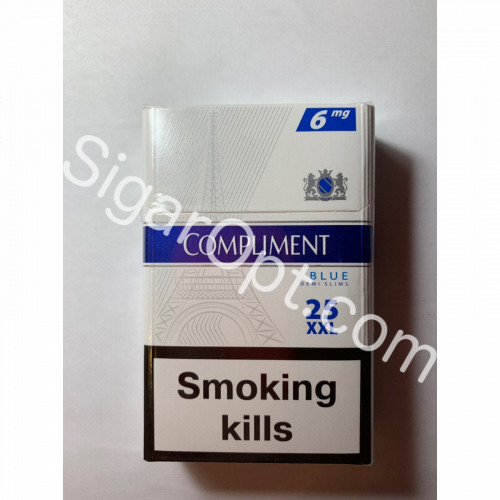 6 mg
COMPLIMENT
BLUE
DEMI SLIMS
25
XXL
Smoking
kills
SigarOpt.com